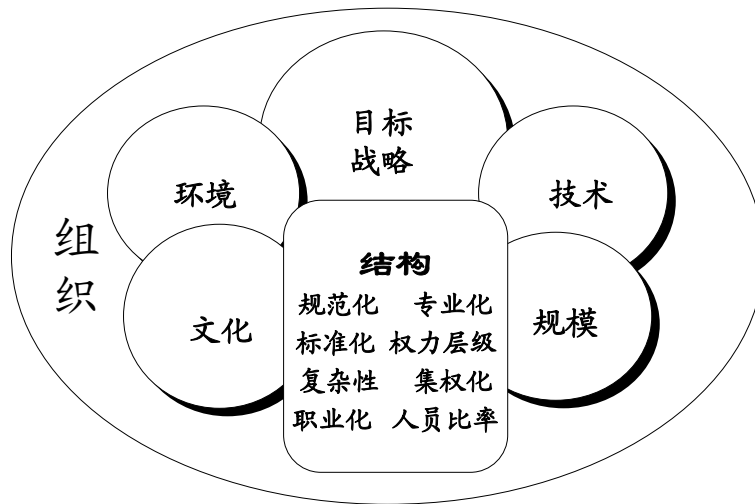 组
织
目标
战略
环境
技术
文化
规模
结构
规范化 专业化
标准化 权力层级
复杂性 集权化
职业化 人员比率